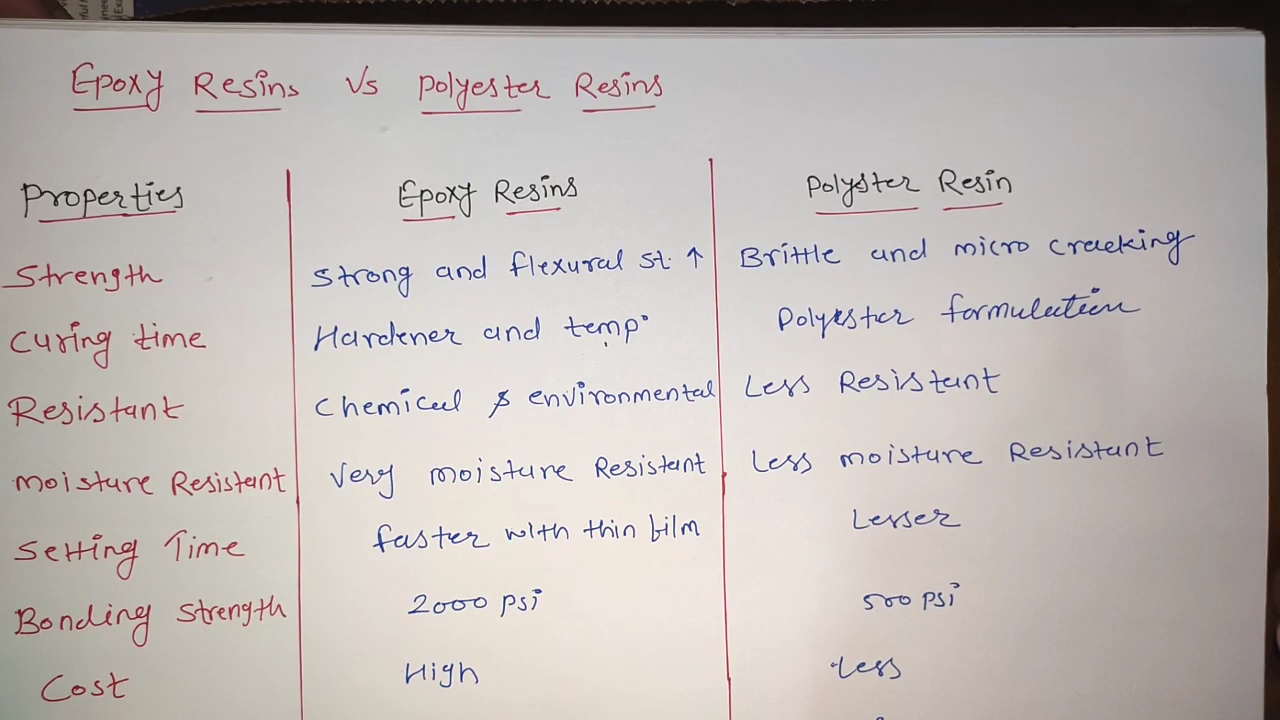 Epoxy Resins Vs Polyester Resins
Properties Epoxy Resins Polyster Resin
Strength Strong and flexural st. ↑ Brittle and micro cracking
Curing time Hardener and temp. Polyester formulation
Resistant Chemical & environmental Less Resistant
Moisture Resistant Very moisture Resistant Less moisture Resistant
Setting Time faster with thin film Lesser
Bonding Strength 2000 psi 500 psi
Cost High Less